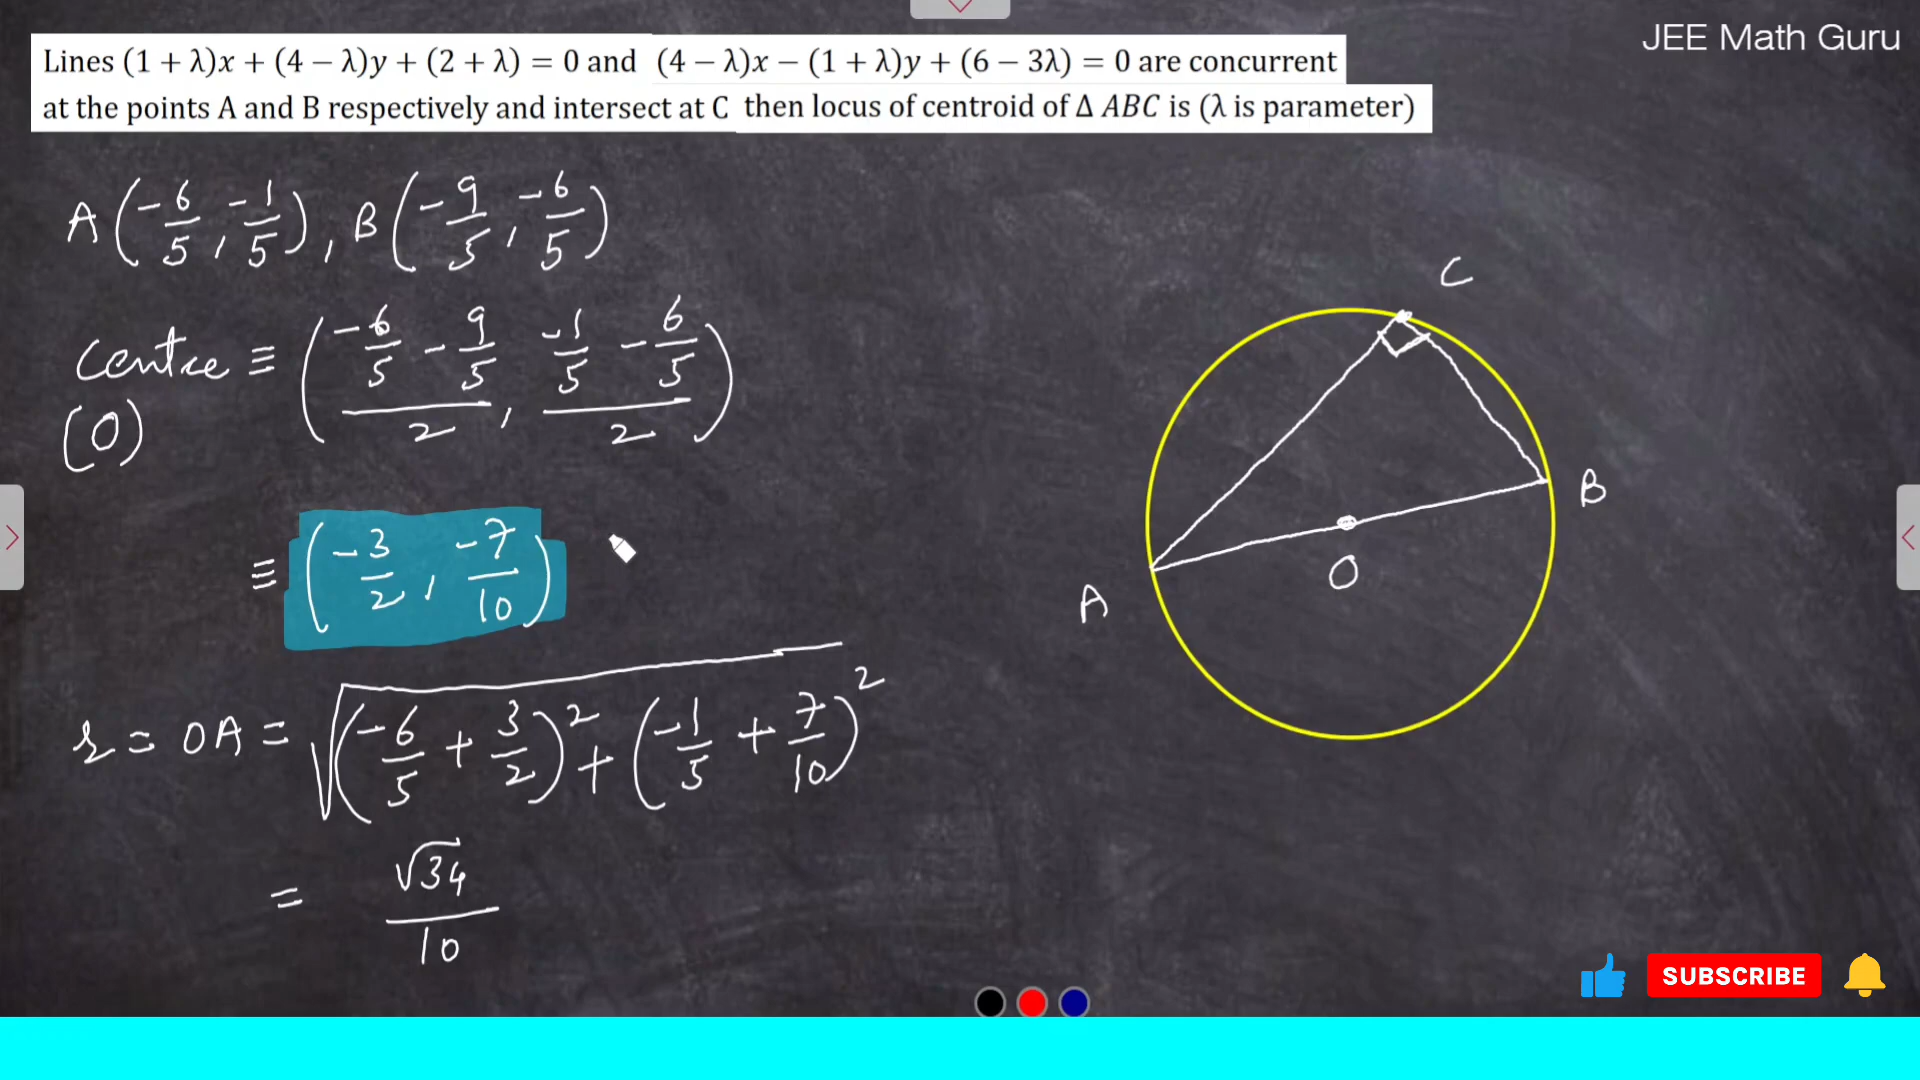 JEE Math Guru
Lines (1 + λ)x + (4 − λ)y + (2 + λ) = 0 and (4 − λ)x − (1 + λ)y + (6 − 3λ) = 0 are concurrent
at the points A and B respectively and intersect at C then locus of centroid of Δ ABC is (λ is parameter)
A(-6/5, -1/5), B(-9/5, -6/5)
Centre ≡ ((-6/5 - 9/5)/2, (-1/5 - 6/5)/2)
(O)
≡ (-3/2, -7/10)
r = OA = √((-6/5 + 3/2)² + (-1/5 + 7/10)²)
= √34/10
C
B
O
A
SUBSCRIBE